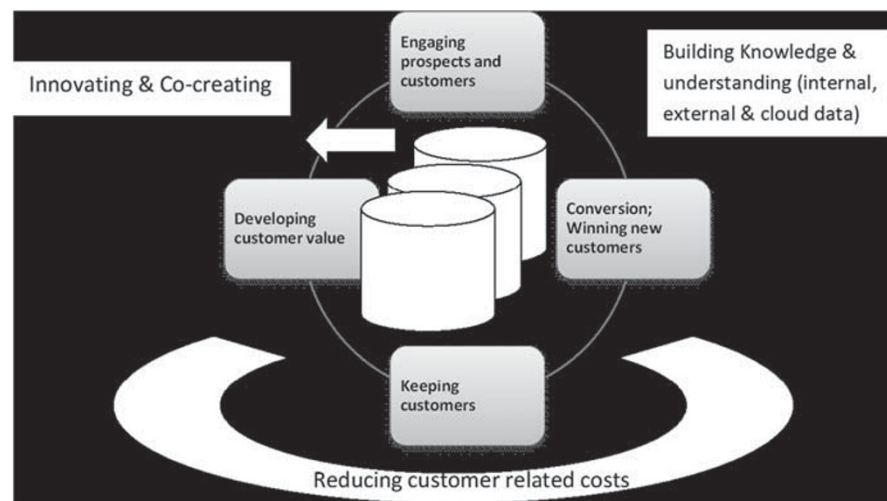 Engaging
prospects and
customers
Innovating & Co-creating
Building Knowledge &
understanding (internal,
external & cloud data)
Developing
customer value
Conversion;
Winning new
customers
Keeping
customers
Reducing customer related costs